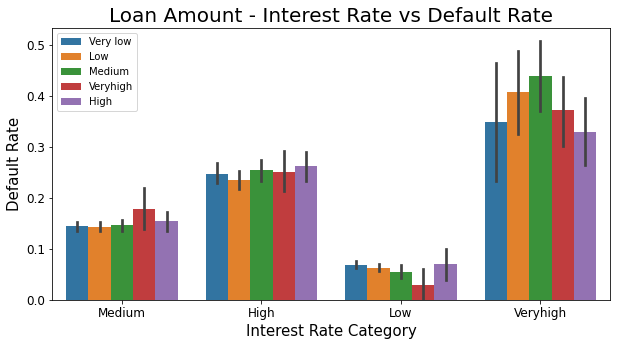 Loan Amount - Interest Rate vs Default Rate
Very low
Low
Medium
Veryhigh
High
Default Rate
0.5
0.4
0.3
0.2
0.1
0.0
Medium High Low Veryhigh
Interest Rate Category